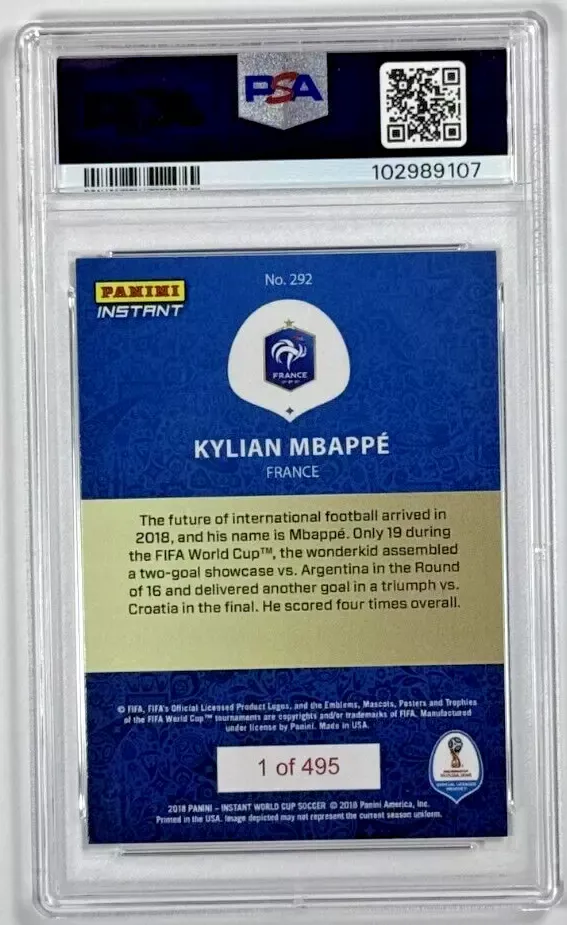 PSA
102989107
No. 292
PANINI
INSTANT
FRANCE
KYLIAN MBAPPÉ
FRANCE
The future of international football arrived in
2018, and his name is Mbappé. Only 19 during
the FIFA World Cup™, the wonderkid assembled
a two-goal showcase vs. Argentina in the Round
of 16 and delivered another goal in a triumph vs.
Croatia in the final. He scored four times overall.
© FIFA, FIFA's Official Licensed Product Logos, and the Emblems, Mascots, Posters and Trophies
of the FIFA World Cup™ tournaments are copyrights and/or trademarks of FIFA. Manufactured
under license by Panini. Made in USA.
1 of 495
2018 PANINI – INSTANT WORLD CUP SOCCER © 2018 Panini America, Inc.
Printed in the USA. Image depicted may not represent the current season uniform.